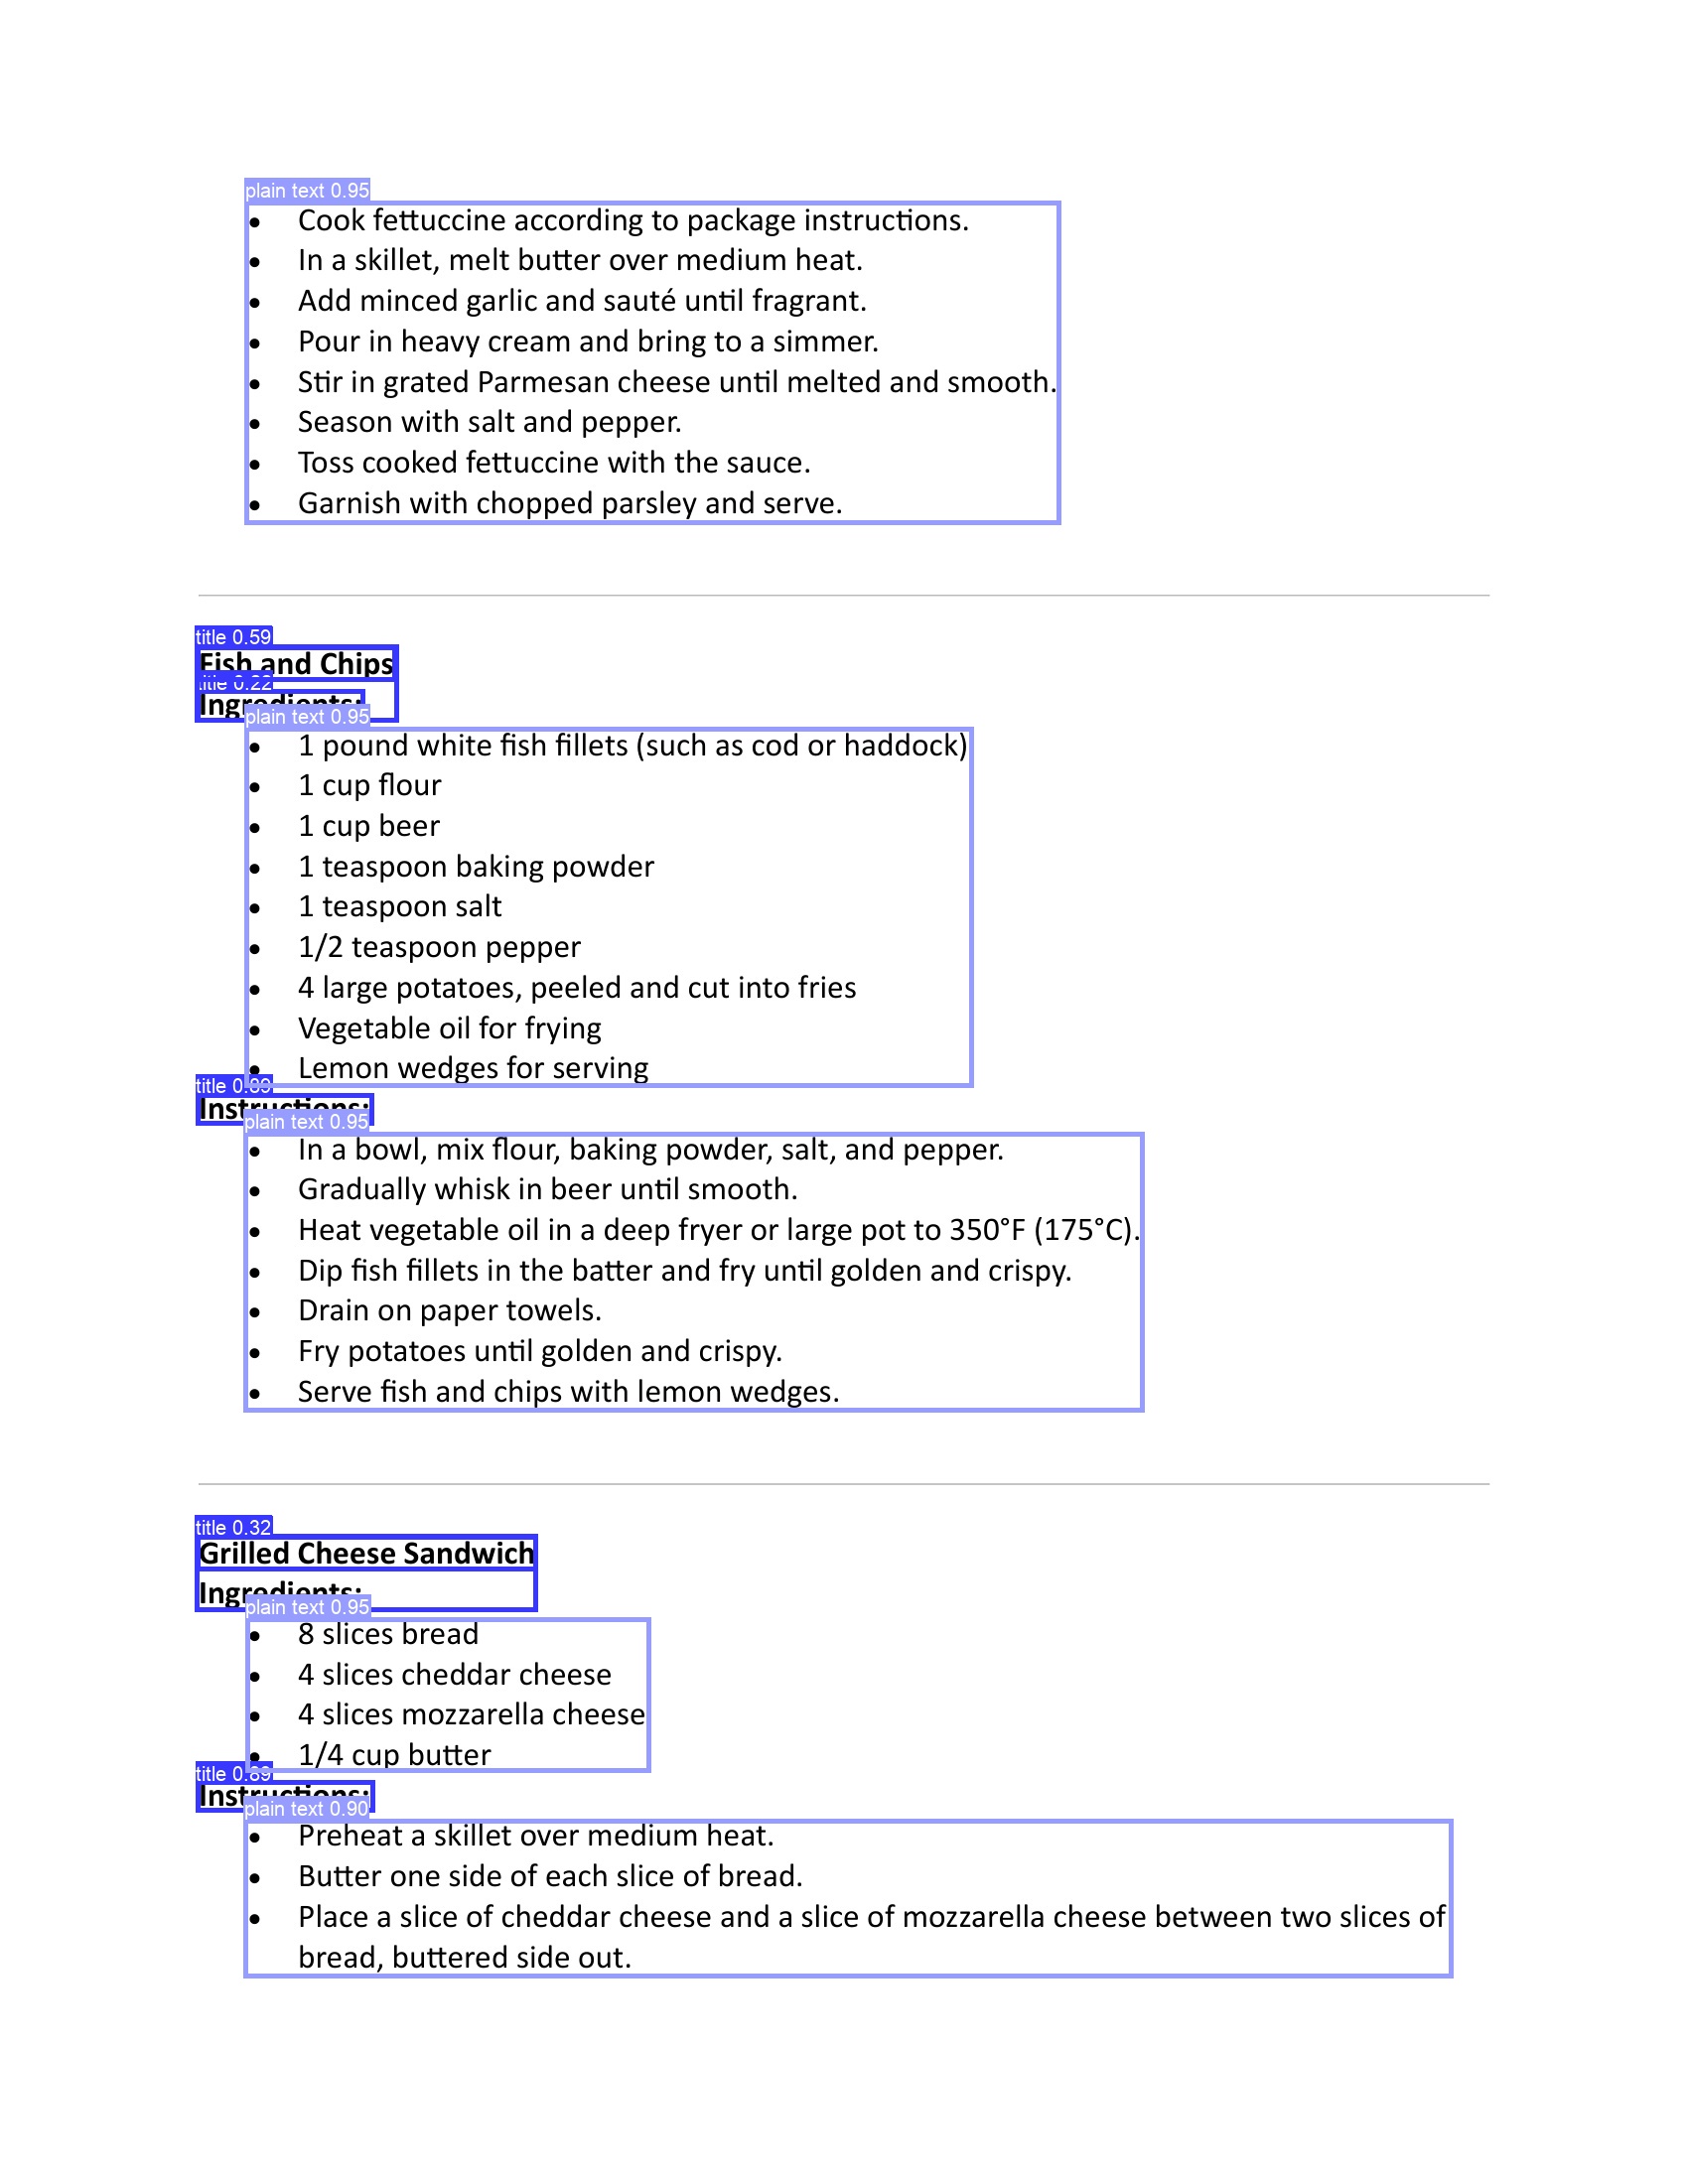 plain text 0.95
• Cook fettuccine according to package instructions.
• In a skillet, melt butter over medium heat.
• Add minced garlic and sauté until fragrant.
• Pour in heavy cream and bring to a simmer.
• Stir in grated Parmesan cheese until melted and smooth.
• Season with salt and pepper.
• Toss cooked fettuccine with the sauce.
• Garnish with chopped parsley and serve.
title 0.59
Fish and Chips
title 0.22
Ingredients:
plain text 0.95
• 1 pound white fish fillets (such as cod or haddock)
• 1 cup flour
• 1 cup beer
• 1 teaspoon baking powder
• 1 teaspoon salt
• 1/2 teaspoon pepper
• 4 large potatoes, peeled and cut into fries
• Vegetable oil for frying
• Lemon wedges for serving
title 0.89
Instructions:
plain text 0.95
• In a bowl, mix flour, baking powder, salt, and pepper.
• Gradually whisk in beer until smooth.
• Heat vegetable oil in a deep fryer or large pot to 350°F (175°C).
• Dip fish fillets in the batter and fry until golden and crispy.
• Drain on paper towels.
• Fry potatoes until golden and crispy.
• Serve fish and chips with lemon wedges.
title 0.32
Grilled Cheese Sandwich
Ingredients:
plain text 0.95
• 8 slices bread
• 4 slices cheddar cheese
• 4 slices mozzarella cheese
• 1/4 cup butter
title 0.89
Instructions:
plain text 0.90
• Preheat a skillet over medium heat.
• Butter one side of each slice of bread.
• Place a slice of cheddar cheese and a slice of mozzarella cheese between two slices of
bread, buttered side out.